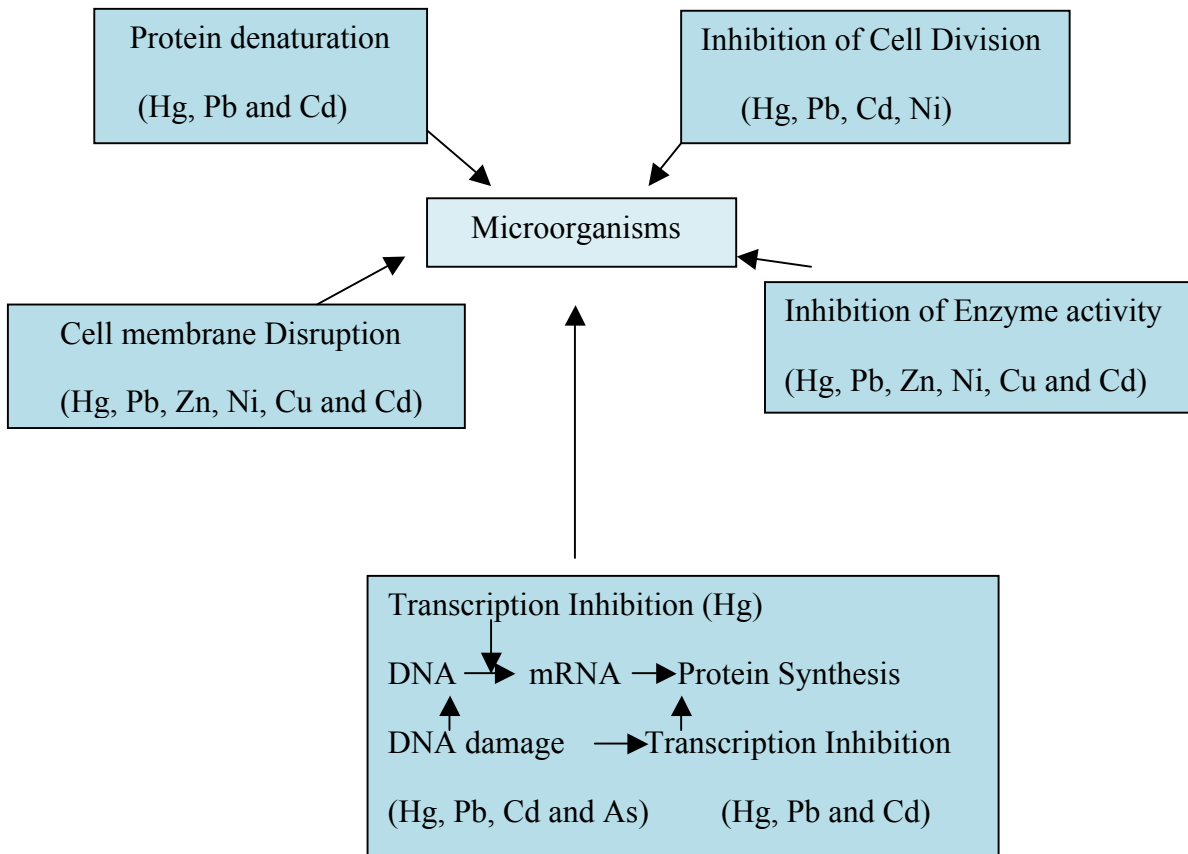 Protein denaturation
(Hg, Pb and Cd)
Inhibition of Cell Division
(Hg, Pb, Cd, Ni)
Microorganisms
Cell membrane Disruption
(Hg, Pb, Zn, Ni, Cu and Cd)
Inhibition of Enzyme activity
(Hg, Pb, Zn, Ni, Cu and Cd)
Transcription Inhibition (Hg)
DNA mRNA Protein Synthesis
DNA damage Transcription Inhibition
(Hg, Pb, Cd and As) (Hg, Pb and Cd)